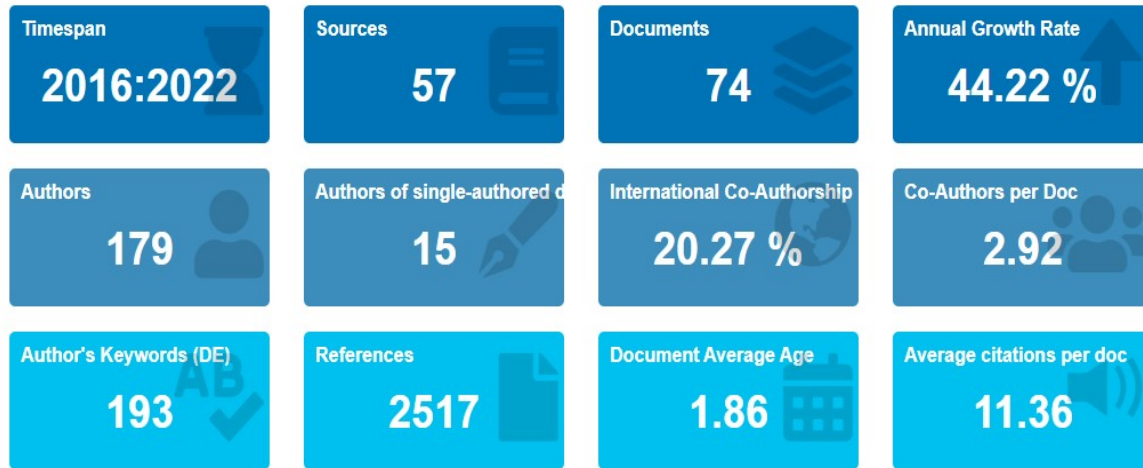 Timespan
2016:2022
Sources
57
Documents
74
Annual Growth Rate
44.22 %
Authors
179
Authors of single-authored d
15
International Co-Authorship
20.27 %
Co-Authors per Doc
2.92
Author's Keywords (DE)
AB
193
References
2517
Document Average Age
1.86
Average citations per doc
11.36